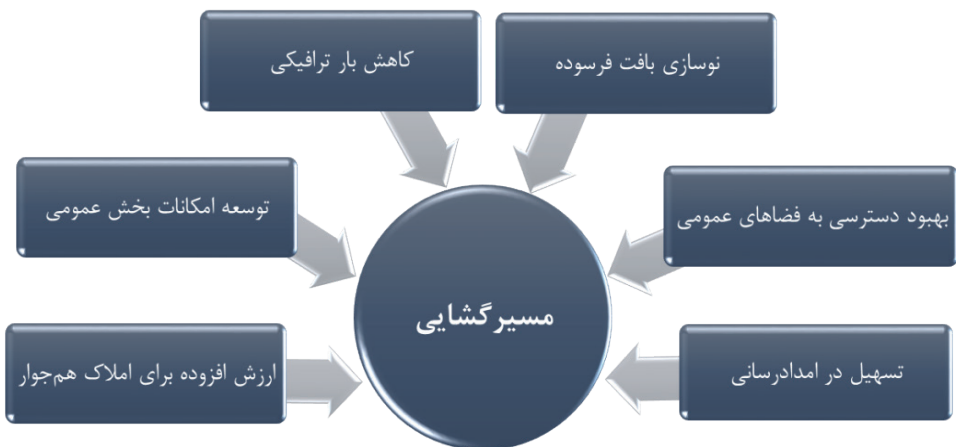 نوسازی بافت فرسوده
کاهش بار ترافیکی
بهبود دسترسی به فضاهای عمومی
توسعه امکانات بخش عمومی
مسیرگشایی
تسهیل در امدادرسانی
ارزش افزوده برای املاک هم‌جوار